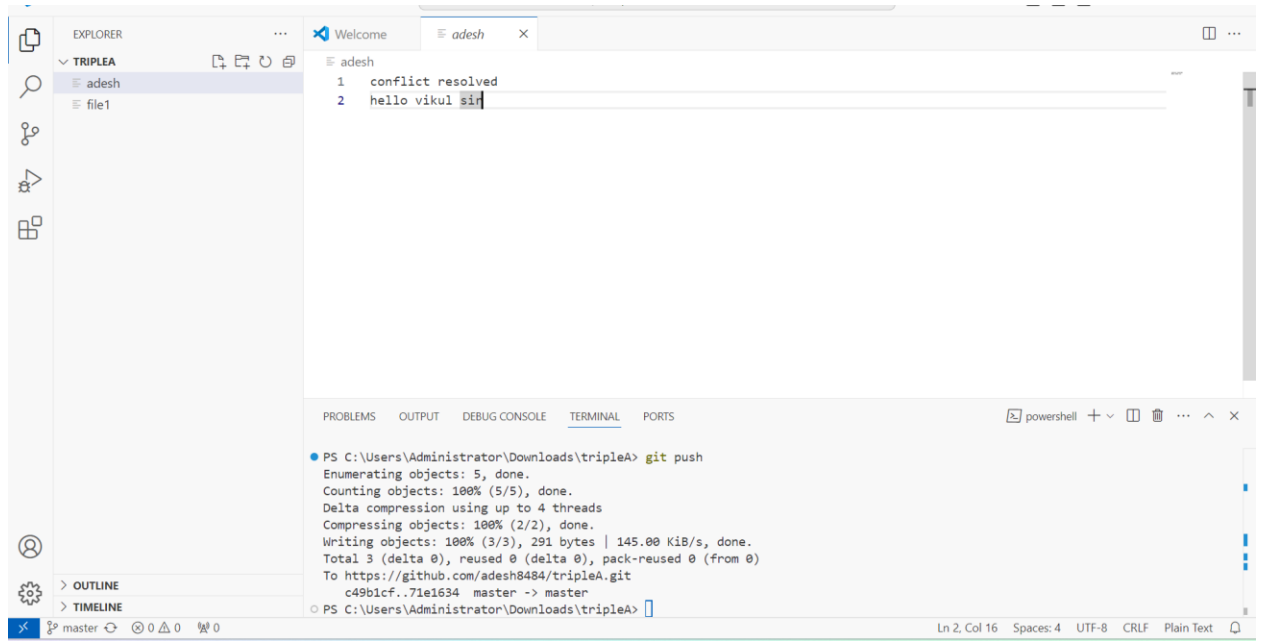 EXPLORER
TRIPLEA
adesh
file1
Welcome
adesh
adesh
1 conflict resolved
2 hello vikul sir
PROBLEMS OUTPUT DEBUG CONSOLE TERMINAL PORTS
powershell
PS C:\Users\Administrator\Downloads\tripleA> git push
Enumerating objects: 5, done.
Counting objects: 100% (5/5), done.
Delta compression using up to 4 threads
Compressing objects: 100% (2/2), done.
Writing objects: 100% (3/3), 291 bytes | 145.00 KiB/s, done.
Total 3 (delta 0), reused 0 (delta 0), pack-reused 0 (from 0)
To https://github.com/adesh8484/tripleA.git
c49b1cf..71e1634 master -> master
PS C:\Users\Administrator\Downloads\tripleA>
OUTLINE
TIMELINE
master 0 0 0 Ln 2, Col 16 Spaces: 4 UTF-8 CRLF Plain Text